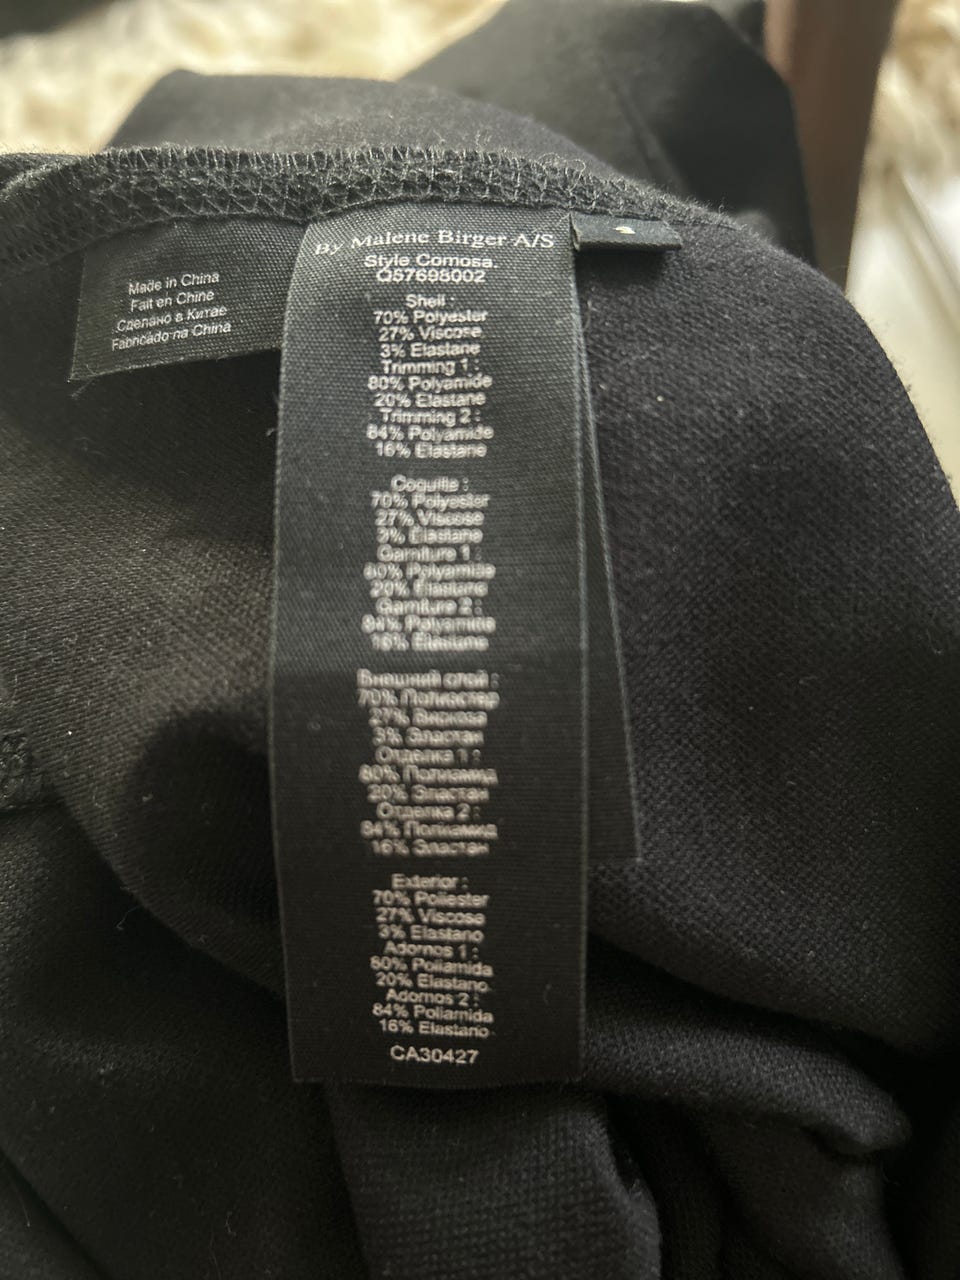 Made in China
Fait en Chine
Сделано в Китае
Fabricado na China
By Malene Birger A/S
Style Comosa.
Q57698002
Shell :
70% Polyester
27% Viscose
3% Elastane
Trimming 1 :
80% Polyamide
20% Elastane
Trimming 2 :
84% Polyamide
16% Elastane
Coquille :
70% Polyester
27% Viscose
3% Elastane
Garniture 1 :
80% Polyamide
20% Elastane
Garniture 2 :
84% Polyamide
16% Elastane
Внешний слой :
70% Полиэстер
27% Вискоза
3% Эластан
Отделка 1 :
80% Полиамид
20% Эластан
Отделка 2 :
84% Полиамид
16% Эластан
Exterior :
70% Poliester
27% Viscosa
3% Elastano
Adornos 1 :
80% Poliamida
20% Elastano.
Adornos 2 :
84% Poliamida
16% Elastano
CA30427